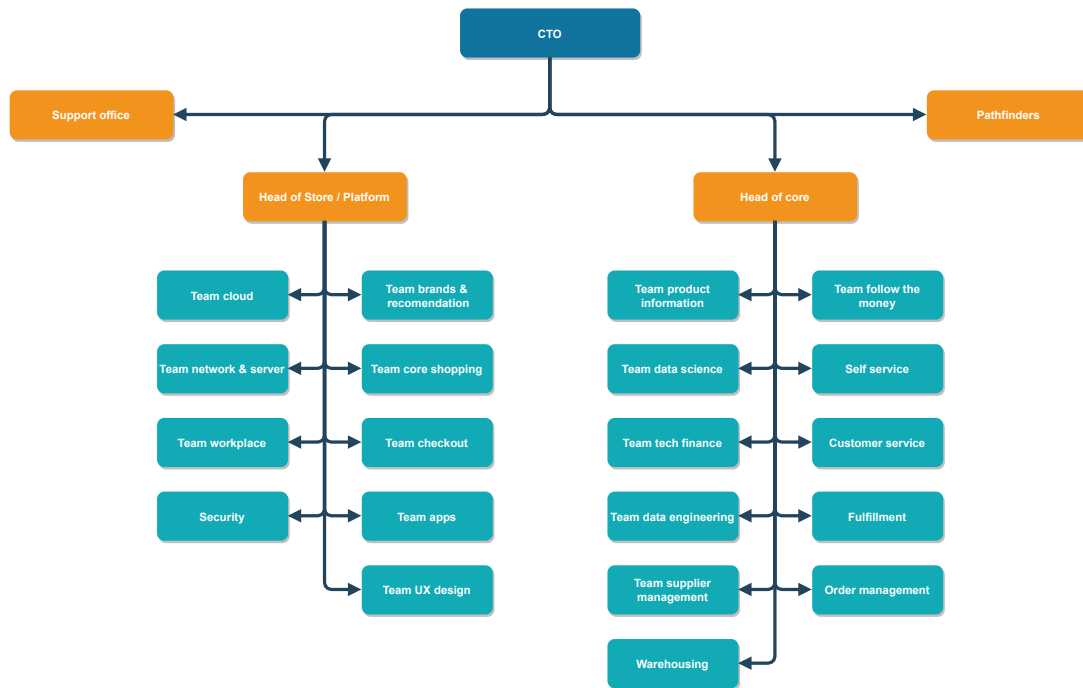 CTO
Support office
Pathfinders
Head of Store / Platform
Head of core
Team cloud
Team brands &
recomendation
Team product
information
Team follow the
money
Team network & server
Team core shopping
Team data science
Self service
Team workplace
Team checkout
Team tech finance
Customer service
Security
Team apps
Team data engineering
Fulfillment
Team UX design
Team supplier
management
Order management
Warehousing